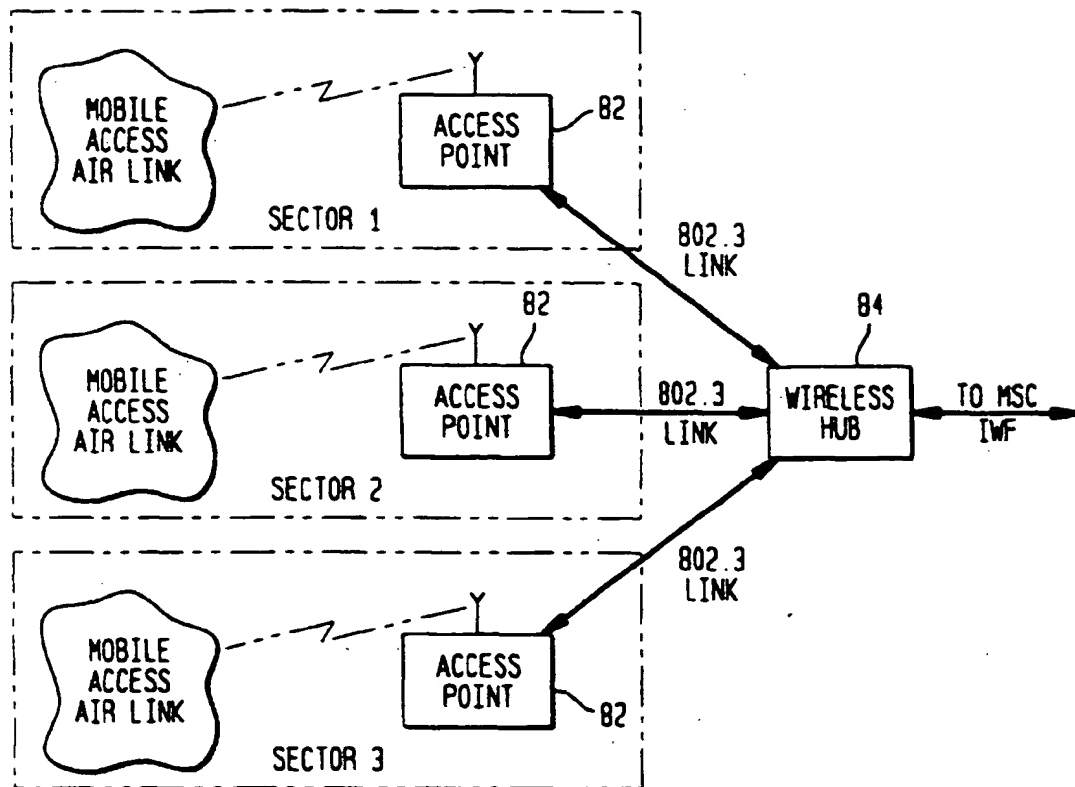 MOBILE
ACCESS
AIR LINK
ACCESS
POINT
82
SECTOR 1
802.3
LINK
MOBILE
ACCESS
AIR LINK
82
ACCESS
POINT
SECTOR 2
802.3
LINK
84
WIRELESS
HUB
TO MSC
IWF
802.3
LINK
MOBILE
ACCESS
AIR LINK
ACCESS
POINT
82
SECTOR 3